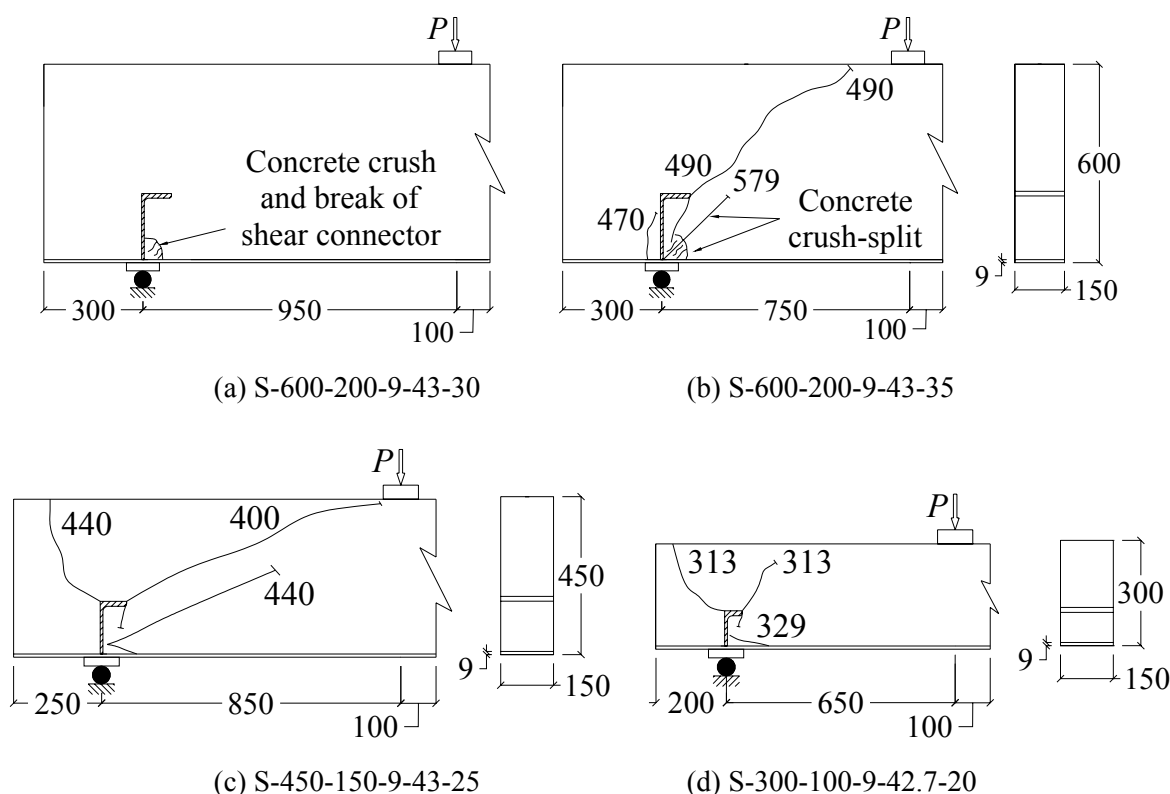 P
Concrete crush
and break of
shear connector
300
950
100
(a) S-600-200-9-43-30
P
490
490
579
470
Concrete
crush-split
300
750
100
600
9
150
(b) S-600-200-9-43-35
P
440
400
440
250
850
100
450
9
150
(c) S-450-150-9-43-25
P
313
313
329
200
650
100
300
9
150
(d) S-300-100-9-42.7-20